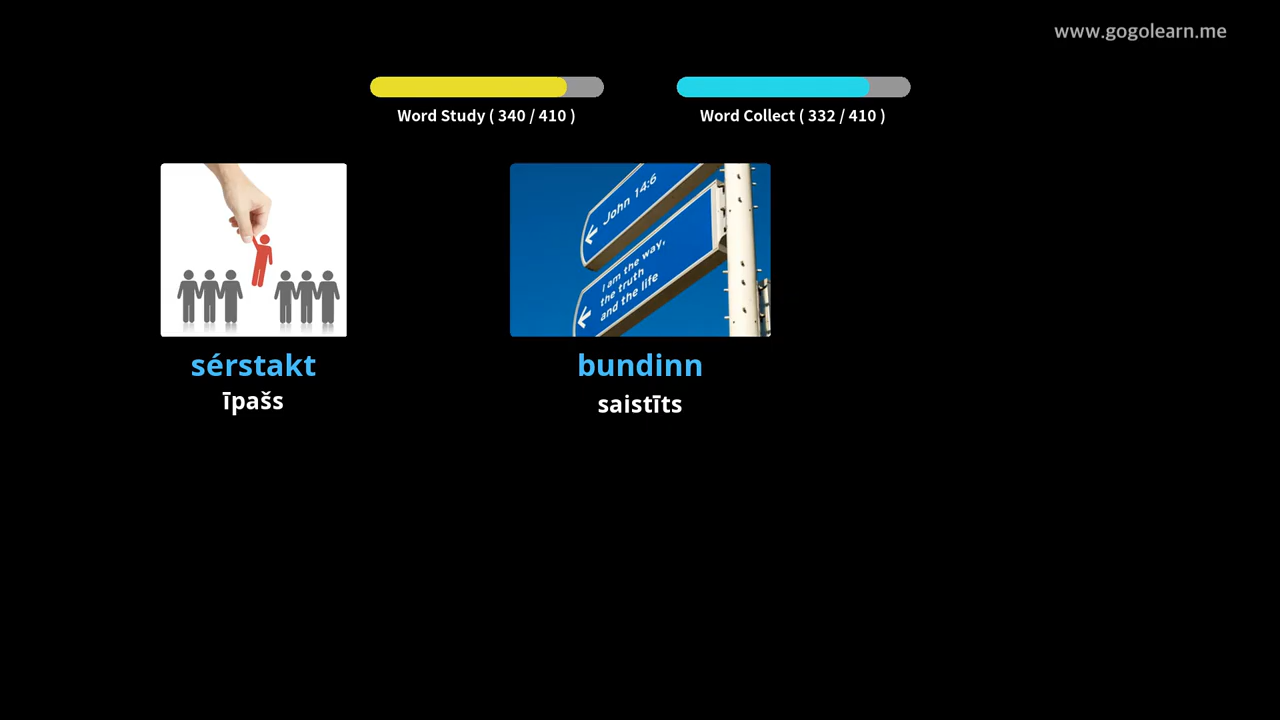 www.gogolearn.me
Word Study ( 340 / 410 )
Word Collect ( 332 / 410 )
John 14:6
I am the way,
the truth
and the life
sérstakt
īpašs
bundinn
saistīts